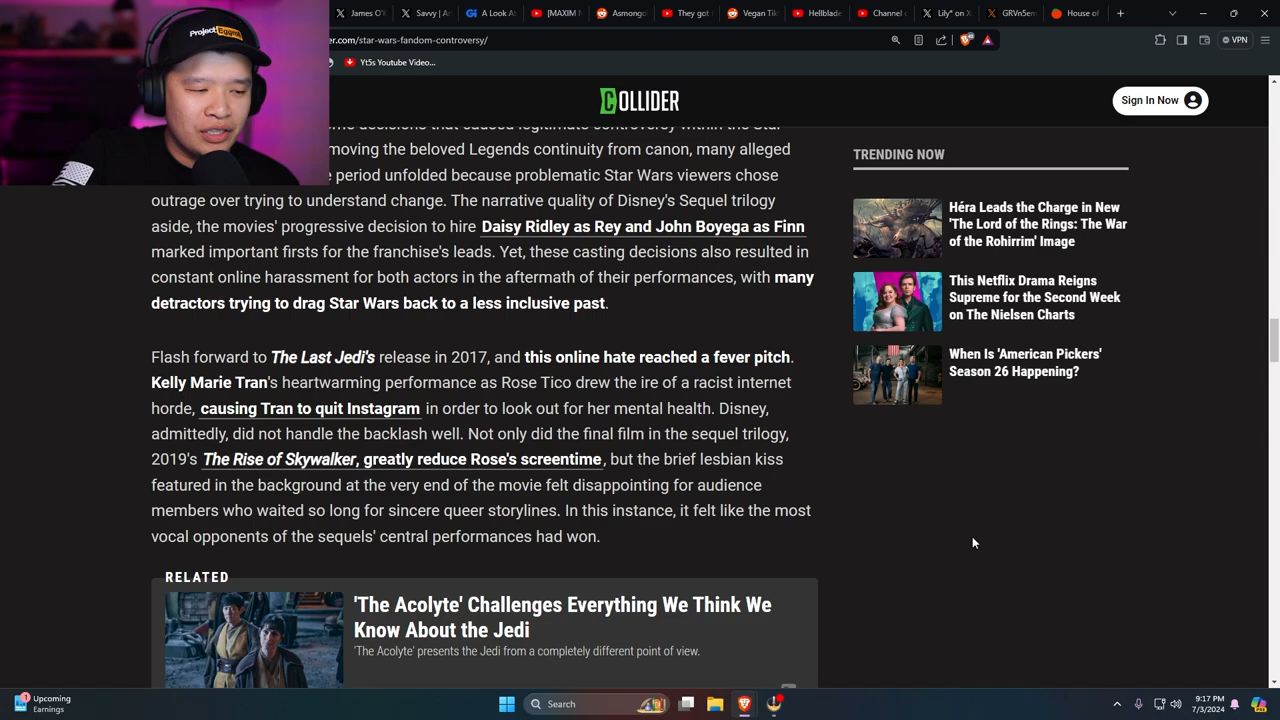 Project Eggen
James O'l
Savvy | A
A Look A
[MAXIM N
Asmong
They got
Vegan Tik
Hellblade
Channel
Lily* on X
GRVn5em
House of
er.com/star-wars-fandom-controversy/
VPN
Yt5s Youtube Video...
COLLIDER
Sign In Now
me decisions that caused legitimate controversy within the Star
moving the beloved Legends continuity from canon, many alleged
e period unfolded because problematic Star Wars viewers chose
outrage over trying to understand change. The narrative quality of Disney's Sequel trilogy
aside, the movies' progressive decision to hire Daisy Ridley as Rey and John Boyega as Finn
marked important firsts for the franchise's leads. Yet, these casting decisions also resulted in
constant online harassment for both actors in the aftermath of their performances, with many
detractors trying to drag Star Wars back to a less inclusive past.
Flash forward to The Last Jedi's release in 2017, and this online hate reached a fever pitch.
Kelly Marie Tran's heartwarming performance as Rose Tico drew the ire of a racist internet
horde, causing Tran to quit Instagram in order to look out for her mental health. Disney,
admittedly, did not handle the backlash well. Not only did the final film in the sequel trilogy,
2019's The Rise of Skywalker, greatly reduce Rose's screentime, but the brief lesbian kiss
featured in the background at the very end of the movie felt disappointing for audience
members who waited so long for sincere queer storylines. In this instance, it felt like the most
vocal opponents of the sequels' central performances had won.
RELATED
'The Acolyte' Challenges Everything We Think We
Know About the Jedi
'The Acolyte' presents the Jedi from a completely different point of view.
TRENDING NOW
Héra Leads the Charge in New
'The Lord of the Rings: The War
of the Rohirrim' Image
This Netflix Drama Reigns
Supreme for the Second Week
on The Nielsen Charts
When Is 'American Pickers'
Season 26 Happening?
1
Upcoming
Earnings
Search
9:17 PM
7/3/2024